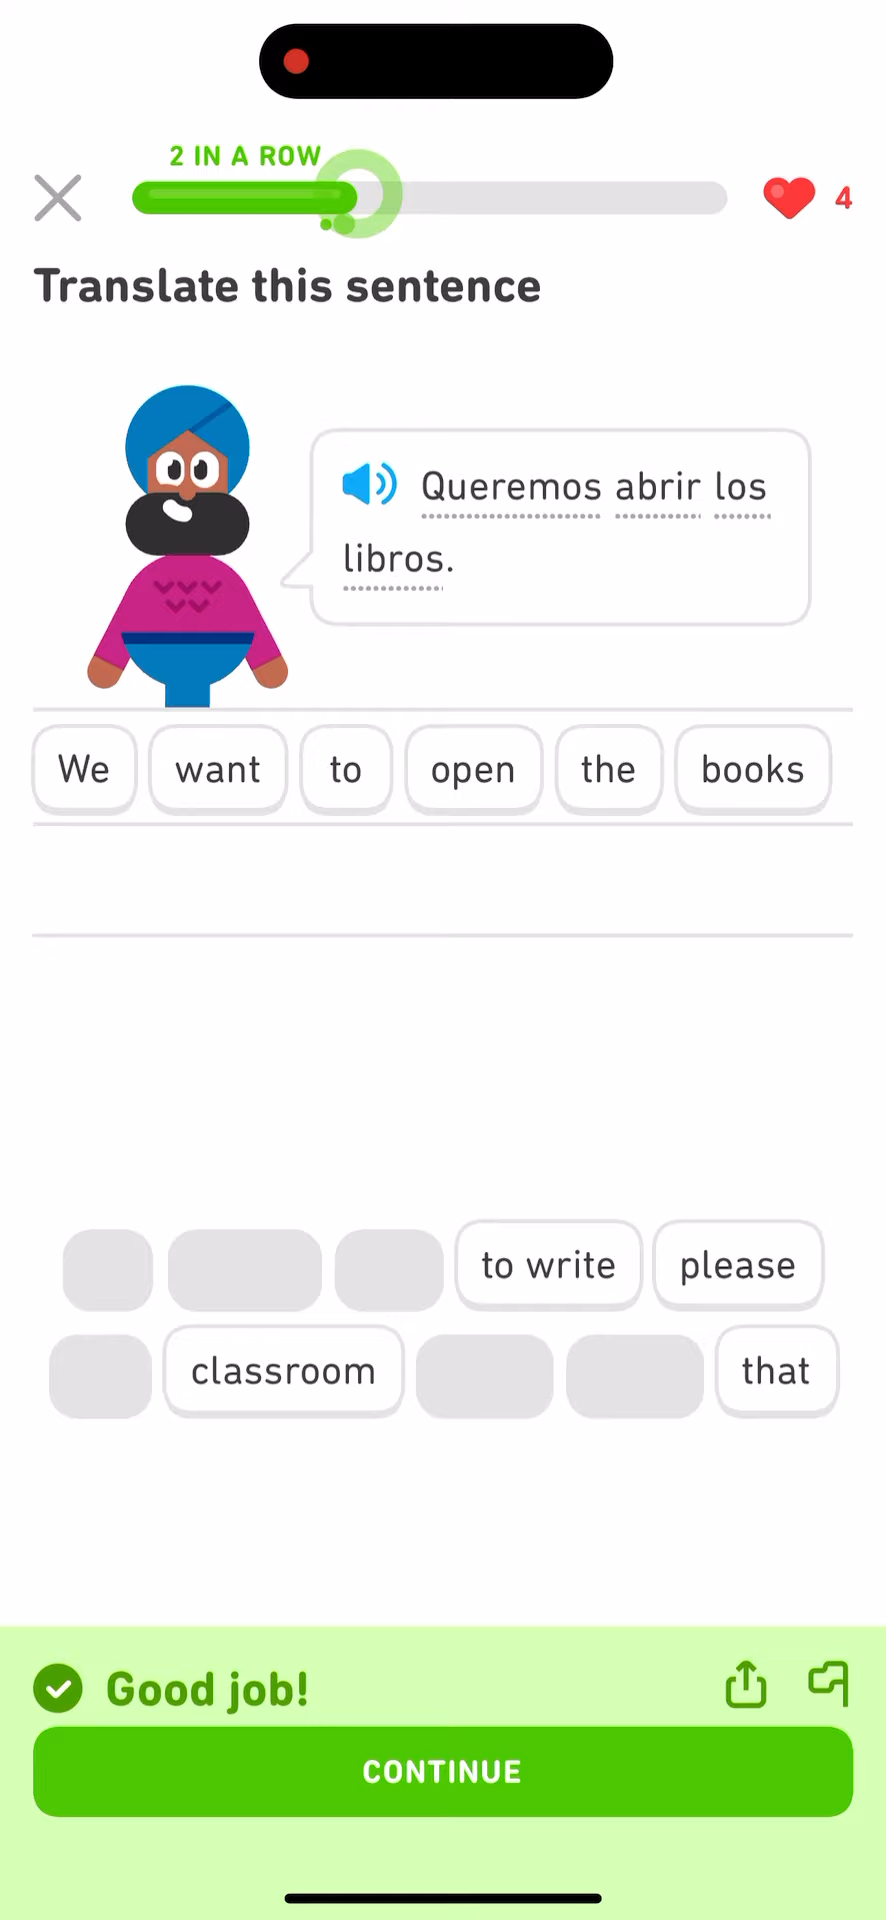 2 IN A ROW
4
Translate this sentence
Queremos abrir los
libros.
We want to open the books
to write please
classroom that
Good job!
CONTINUE